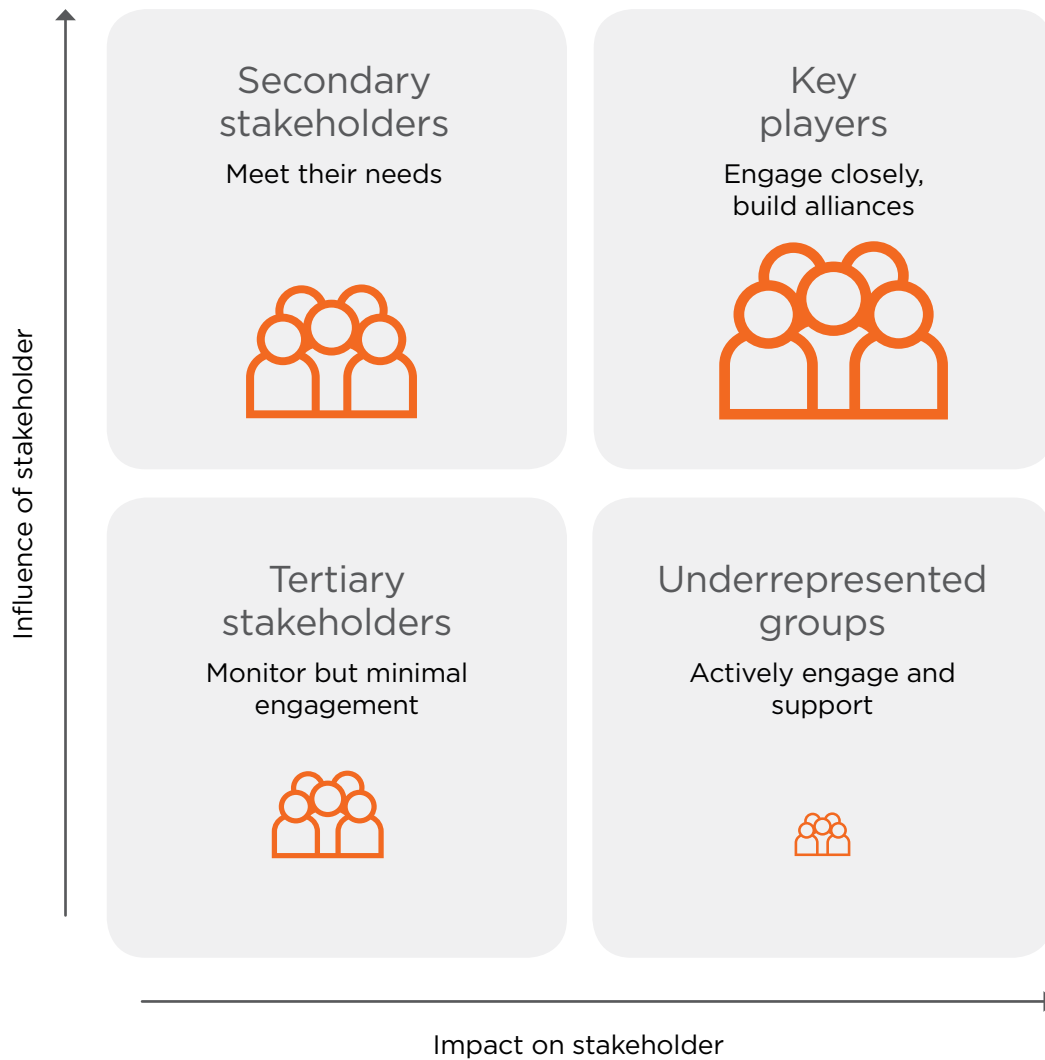 Secondary
stakeholders
Meet their needs
Key
players
Engage closely,
build alliances
Influence of stakeholder
Tertiary
stakeholders
Monitor but minimal
engagement
Underrepresented
groups
Actively engage and
support
Impact on stakeholder